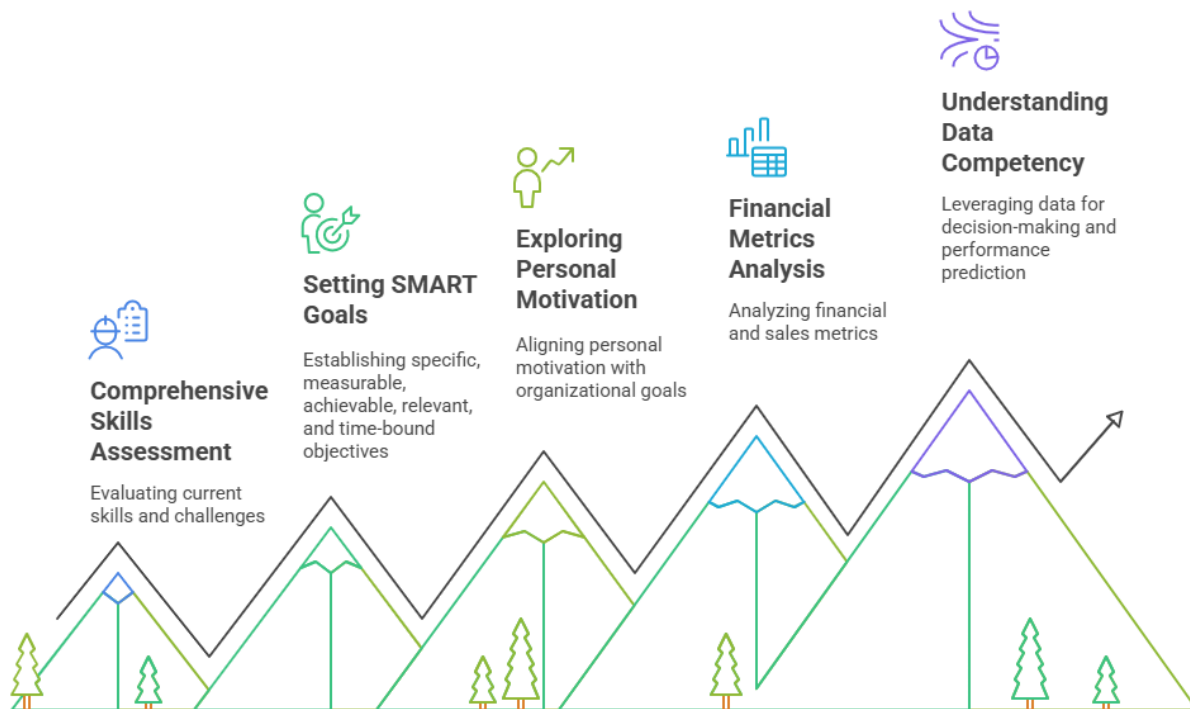 Comprehensive
Skills
Assessment
Evaluating current
skills and challenges
Setting SMART
Goals
Establishing specific,
measurable,
achievable, relevant,
and time-bound
objectives
Exploring
Personal
Motivation
Aligning personal
motivation with
organizational goals
Financial
Metrics
Analysis
Analyzing financial
and sales metrics
Understanding
Data
Competency
Leveraging data for
decision-making and
performance
prediction